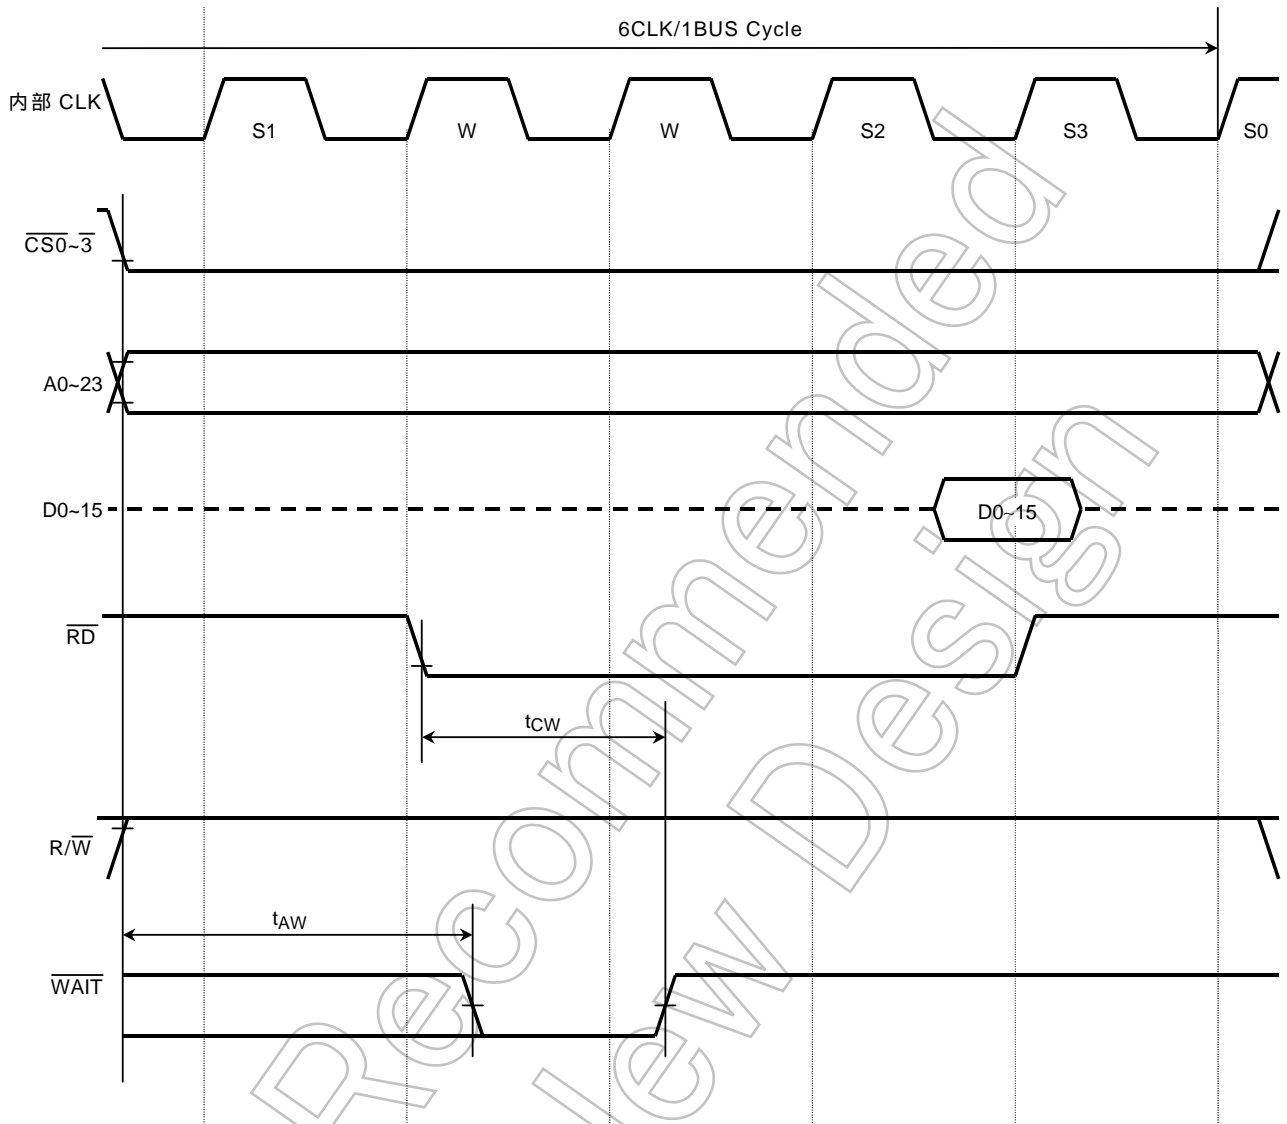 6CLK/1BUS Cycle
内部 CLK
S1 W W S2 S3 S0
CS0~3
A0~23
D0~15 D0~15
RD
tCW
R/W
tAW
WAIT
Recommended
ew Design